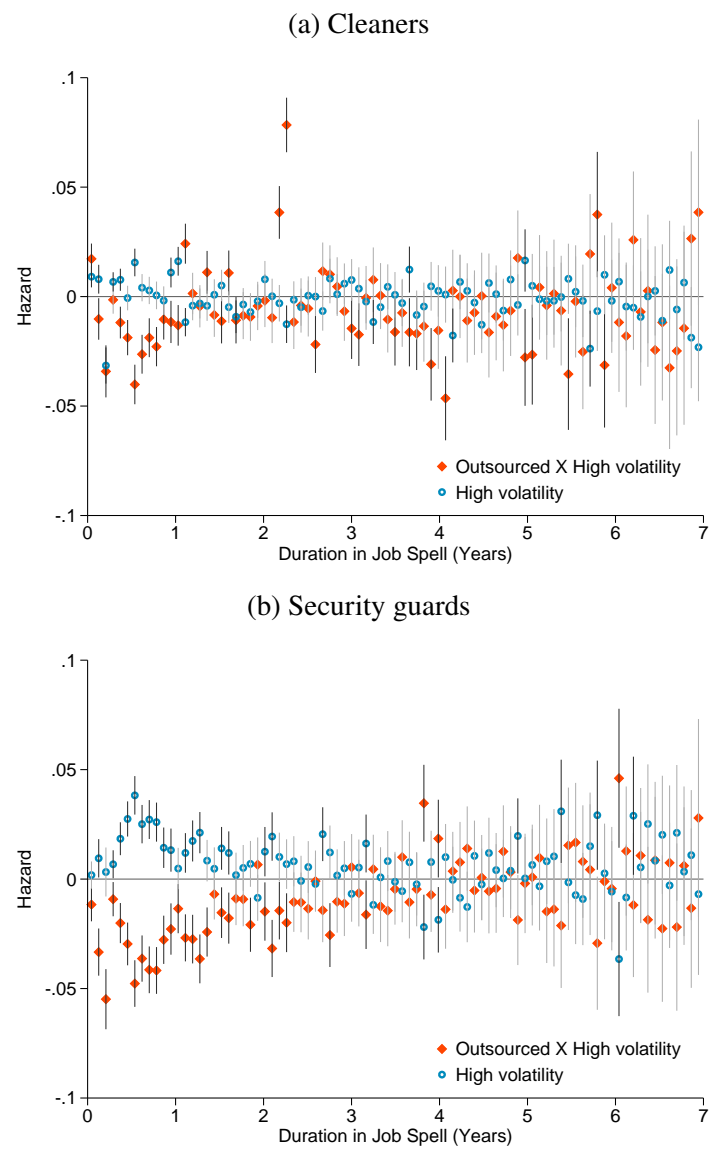 (a) Cleaners
.1
.05
0
-.05
-.1
Hazard
0 1 2 3 4 5 6 7
Duration in Job Spell (Years)
Outsourced X High volatility
High volatility
(b) Security guards
.1
.05
0
-.05
-.1
Hazard
0 1 2 3 4 5 6 7
Duration in Job Spell (Years)
Outsourced X High volatility
High volatility